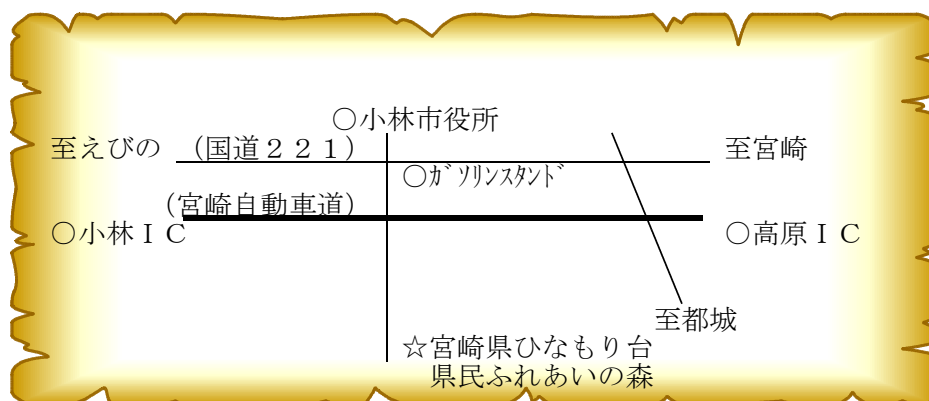 ○小林市役所
至えびの （国道２２１） 至宮崎
○ｶﾞｿﾘﾝｽﾀﾝﾄﾞ
（宮崎自動車道）
○小林ＩＣ ○高原ＩＣ
至都城
☆宮崎県ひなもり台
県民ふれあいの森